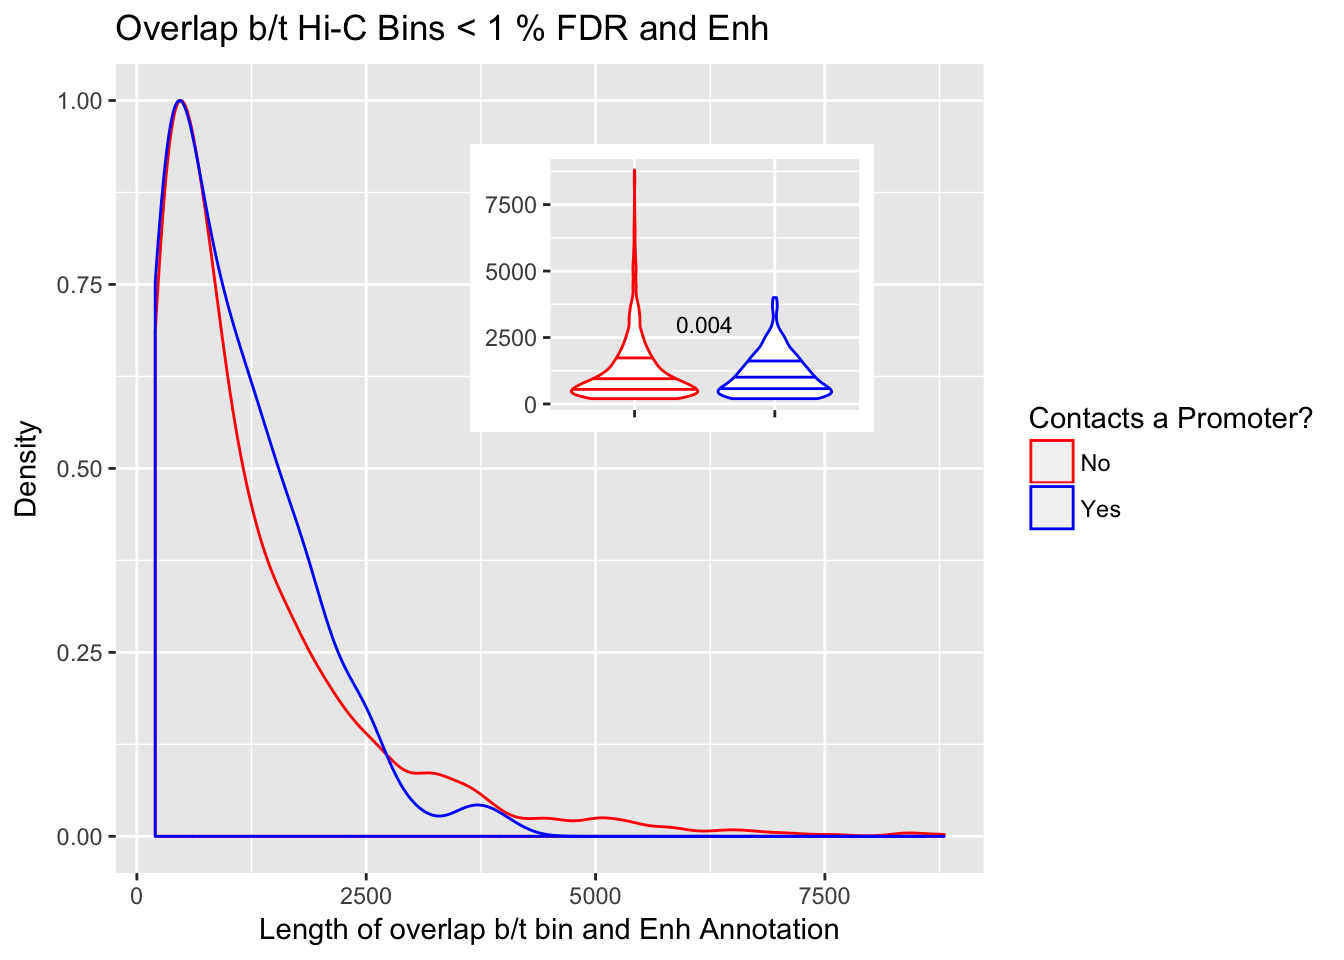 Overlap b/t Hi-C Bins < 1 % FDR and Enh
1.00
0.75
0.50
0.25
0.00
Density
0
2500
5000
7500
Length of overlap b/t bin and Enh Annotation
7500
5000
2500
0
0.004
Contacts a Promoter?
No
Yes